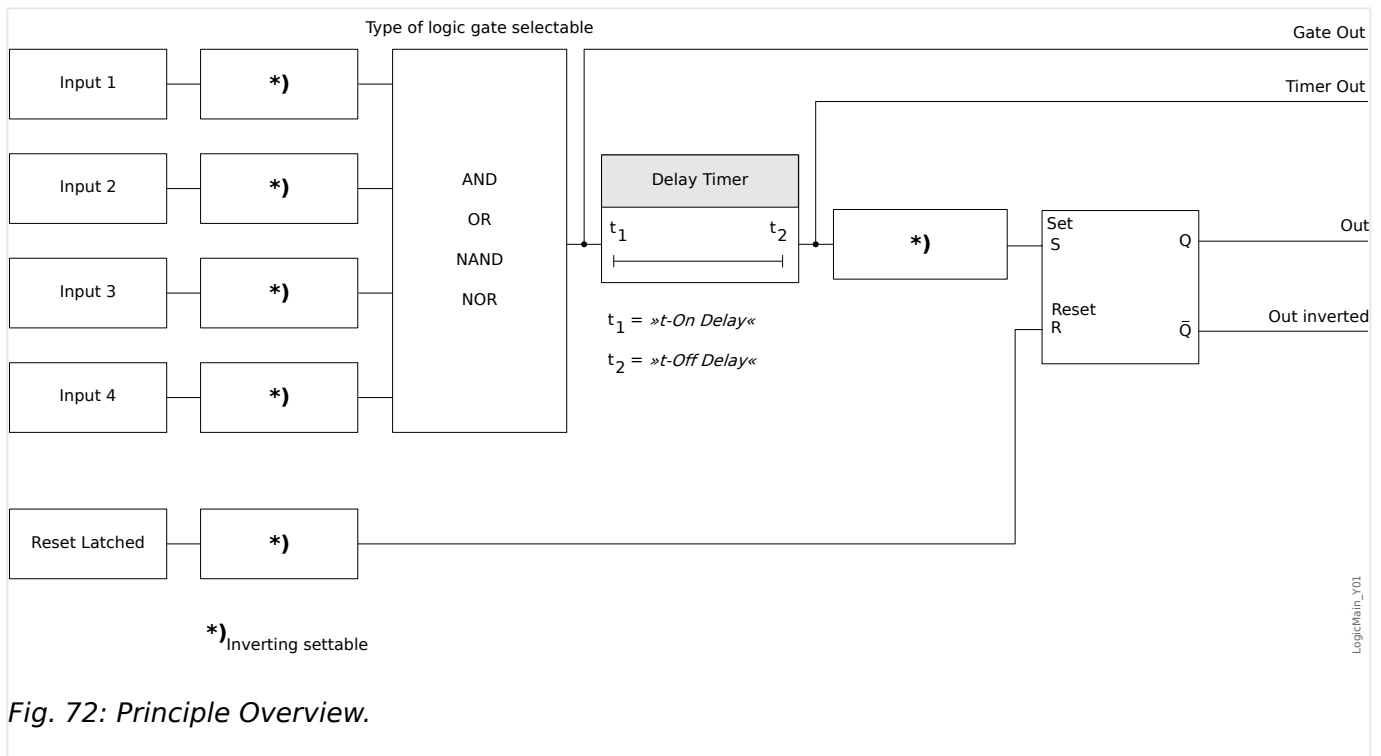 Type of logic gate selectable
Gate Out
Timer Out
Input 1
*)
Input 2
*)
Input 3
*)
Input 4
*)
AND
OR
NAND
NOR
Delay Timer
t1
t2
t1 = »t-On Delay«
t2 = »t-Off Delay«
*)
Set
S
Q
Reset
R
Q̅
Out
Out inverted
Reset Latched
*)
*)Inverting settable
LogicMain_Y01
Fig. 72: Principle Overview.